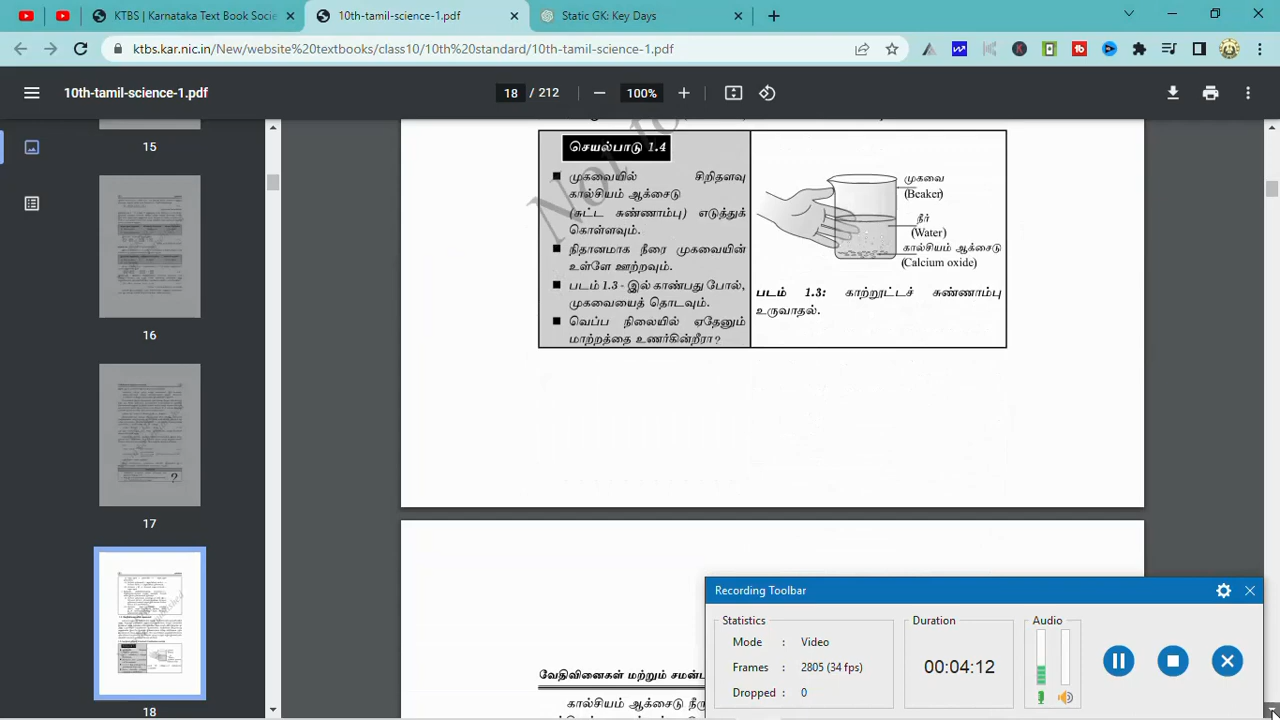 KTBS | Karnataka Text Book Socie
10th-tamil-science-1.pdf
Static GK: Key Days
ktbs.kar.nic.in/New/website%20textbooks/class10/10th%20standard/10th-tamil-science-1.pdf
10th-tamil-science-1.pdf
18 / 212
100%
15
16
17
18
செயல்பாடு 1.4
■ முகவையில் சிறிதளவு
கால்சியம் ஆக்சைடு
(சுட்ட சுண்ணாம்பு) எடுத்துக்
கொள்ளவும்.
■ நிதானமாக நீரை முகவையின்
உள்ளே ஊற்றவும்.
■ படம் 1.3 - இல் காண்பது போல்,
முகவையைத் தொடவும்.
■ வெப்ப நிலையில் ஏதேனும்
மாற்றத்தை உணர்கின்றீரா?
முகவை
(Beaker)
நீர்
(Water)
கால்சியம் ஆக்சைடு
(Calcium oxide)
படம் 1.3: காற்றூட்டச் சுண்ணாம்பு
உருவாதல்.
Not to
வேதிவினைகள் மற்றும் சமன்பா
கால்சியம் ஆக்சைடு நீரு
Recording Toolbar
Statistics
Mode : Video
Frames : 2805 (34 fps)
Dropped : 0
Duration
00:04:12
Audio